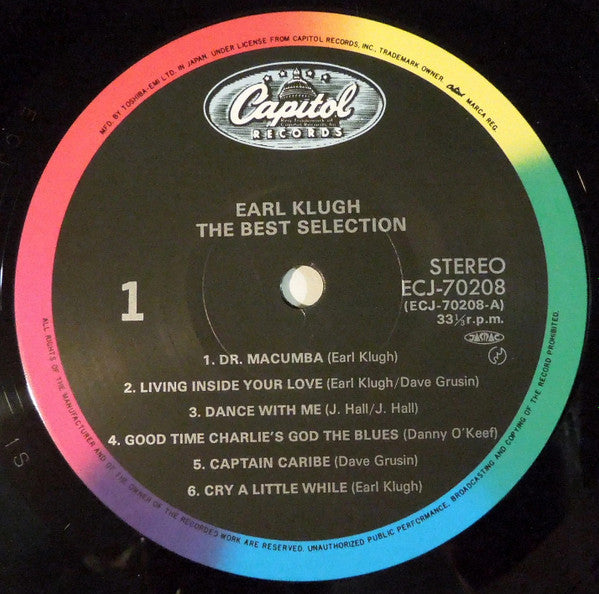 MFD. BY TOSHIBA-EMI LTD. IN JAPAN. UNDER LICENSE FROM CAPITOL RECORDS, INC., TRADEMARK OWNER. Capitol MARCA REG.
Capitol
RECORDS
EARL KLUGH
THE BEST SELECTION
STEREO
ECJ-70208
(ECJ-70208-A)
33⅓r.p.m.
JASRAC
1
1. DR. MACUMBA (Earl Klugh)
2. LIVING INSIDE YOUR LOVE (Earl Klugh/Dave Grusin)
3. DANCE WITH ME (J. Hall/J. Hall)
4. GOOD TIME CHARLIE'S GOD THE BLUES (Danny O'Keef)
5. CAPTAIN CARIBE (Dave Grusin)
6. CRY A LITTLE WHILE (Earl Klugh)
ALL RIGHTS OF THE MANUFACTURER AND OF THE OWNER OF THE RECORDED WORK ARE RESERVED. UNAUTHORIZED PUBLIC PERFORMANCE, BROADCASTING AND COPYING OF THE RECORD PROHIBITED.
1S